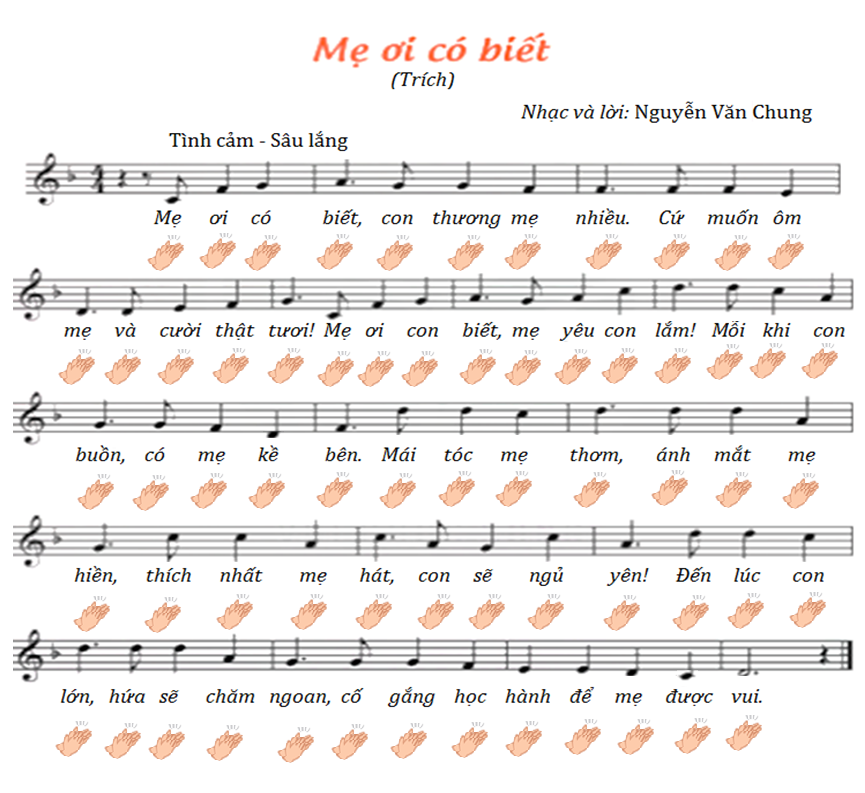 Mẹ ơi có biết
(Trích)
Nhạc và lời: Nguyễn Văn Chung
Tình cảm - Sâu lắng
4
4
Mẹ ơi có biết, con thương mẹ nhiều. Cứ muốn ôm
mẹ và cười thật tươi! Mẹ ơi con biết, mẹ yêu con lắm! Mỗi khi con
buồn, có mẹ kề bên. Mái tóc mẹ thơm, ánh mắt mẹ
hiền, thích nhất mẹ hát, con sẽ ngủ yên! Đến lúc con
lớn, hứa sẽ chăm ngoan, cố gắng học hành để mẹ được vui.